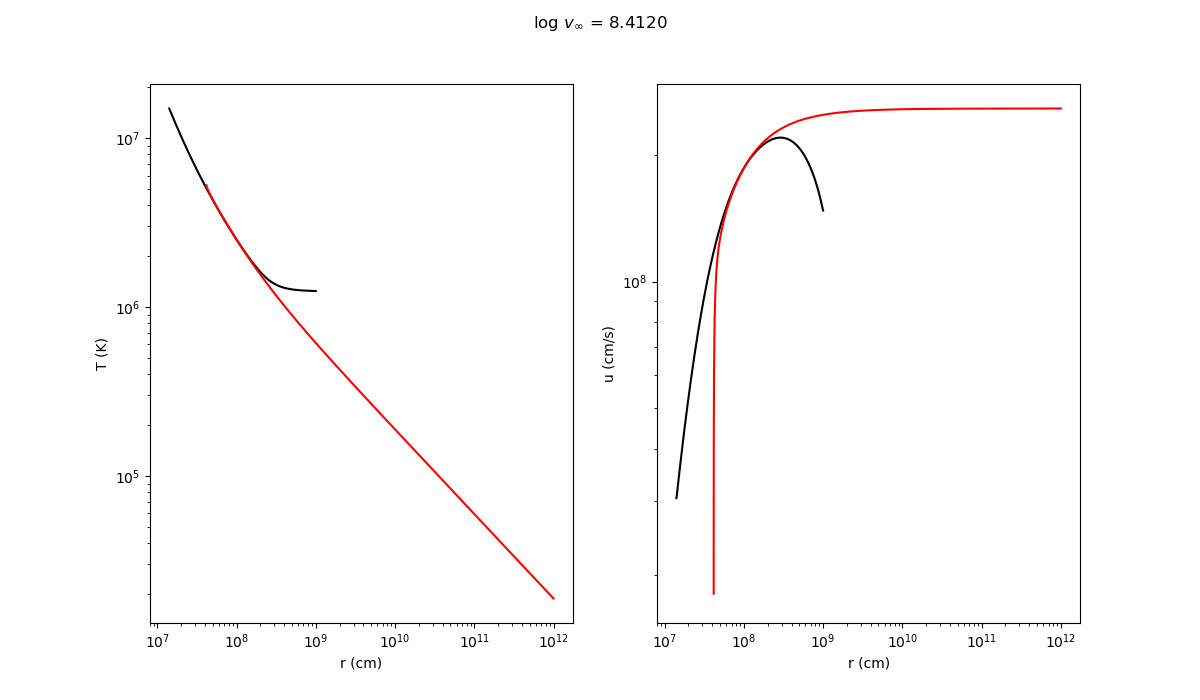 log v∞ = 8.4120
T (K)
10⁷
10⁶
10⁵
10⁷ 10⁸ 10⁹ 10¹⁰ 10¹¹ 10¹²
r (cm)
u (cm/s)
10⁸
10⁷ 10⁸ 10⁹ 10¹⁰ 10¹¹ 10¹²
r (cm)